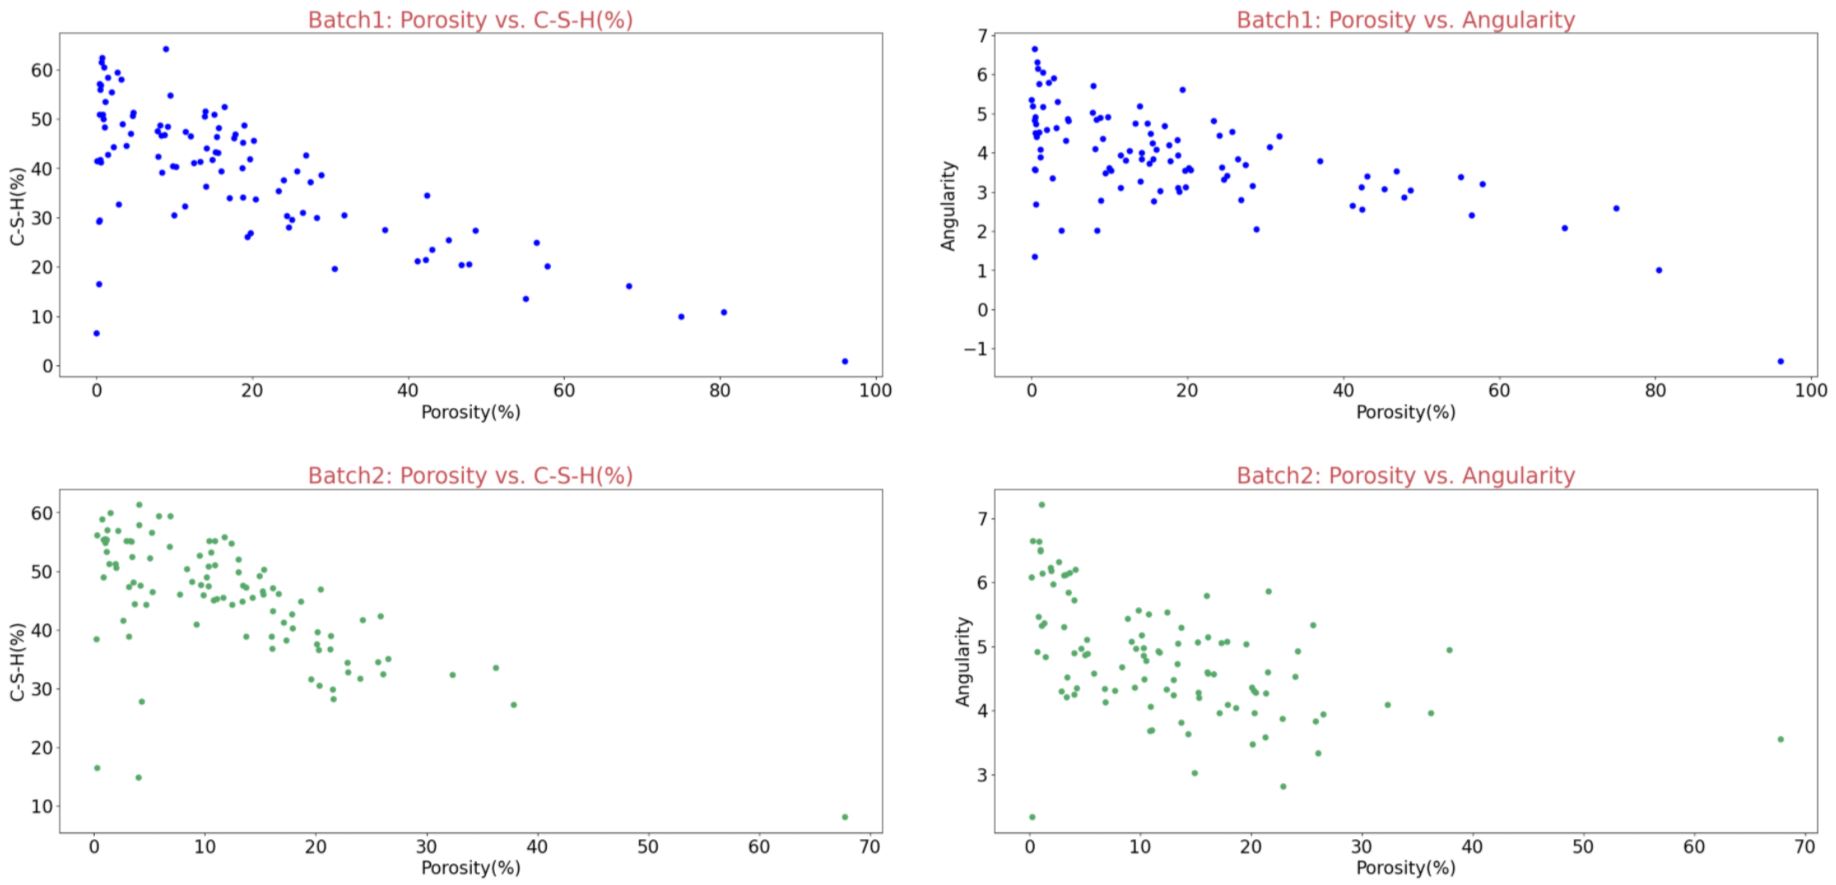 Batch1: Porosity vs. C-S-H(%)
60
50
40
30
20
10
0
C-S-H(%)
0 20 40 60 80 100
Porosity(%)
Batch1: Porosity vs. Angularity
7
6
5
4
3
2
1
0
−1
Angularity
0 20 40 60 80 100
Porosity(%)
Batch2: Porosity vs. C-S-H(%)
60
50
40
30
20
10
C-S-H(%)
0 10 20 30 40 50 60 70
Porosity(%)
Batch2: Porosity vs. Angularity
7
6
5
4
3
Angularity
0 10 20 30 40 50 60 70
Porosity(%)